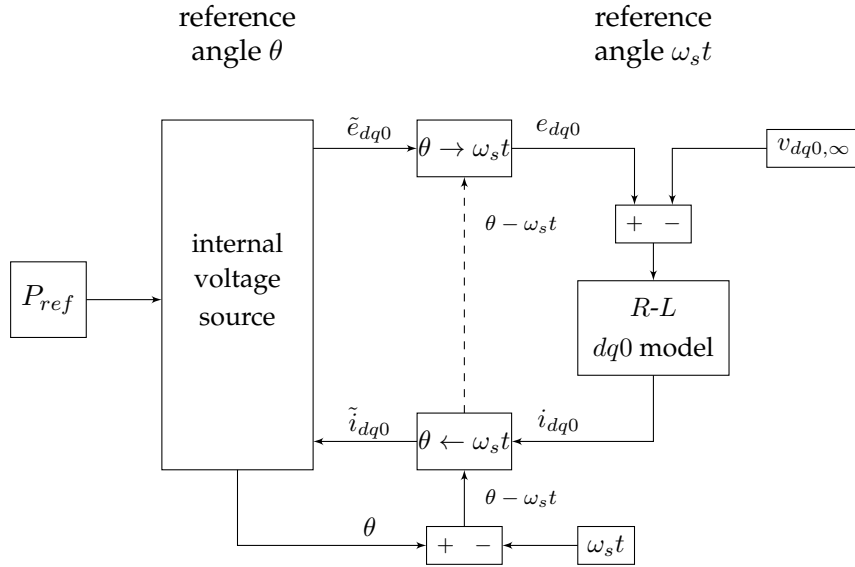 reference
angle θ
reference
angle ω_s t
ẽ_dq0
θ → ω_s t
e_dq0
v_dq0,∞
θ − ω_s t
+ −
internal
voltage
source
P_ref
R-L
dq0 model
ĩ_dq0
θ ← ω_s t
i_dq0
θ − ω_s t
θ
+ −
ω_s t